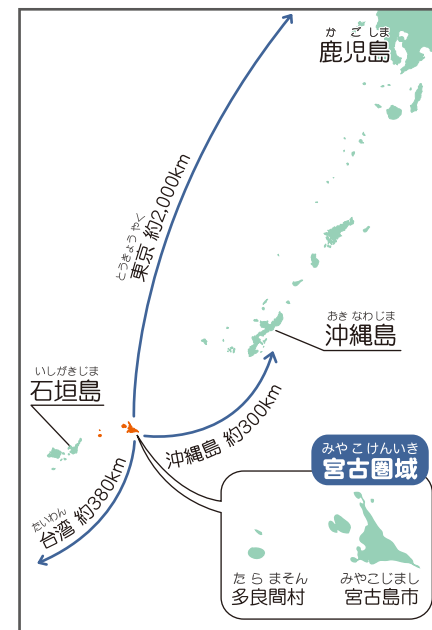 かごしま
鹿児島
とうきょう やく
東京 約2,000km
おきなわじま
沖縄島
いしがきじま
石垣島
沖縄島 約300km
たいわん
台湾 約380km
みやこけんいき
宮古圏域
たらまそん
多良間村
みやこじまし
宮古島市